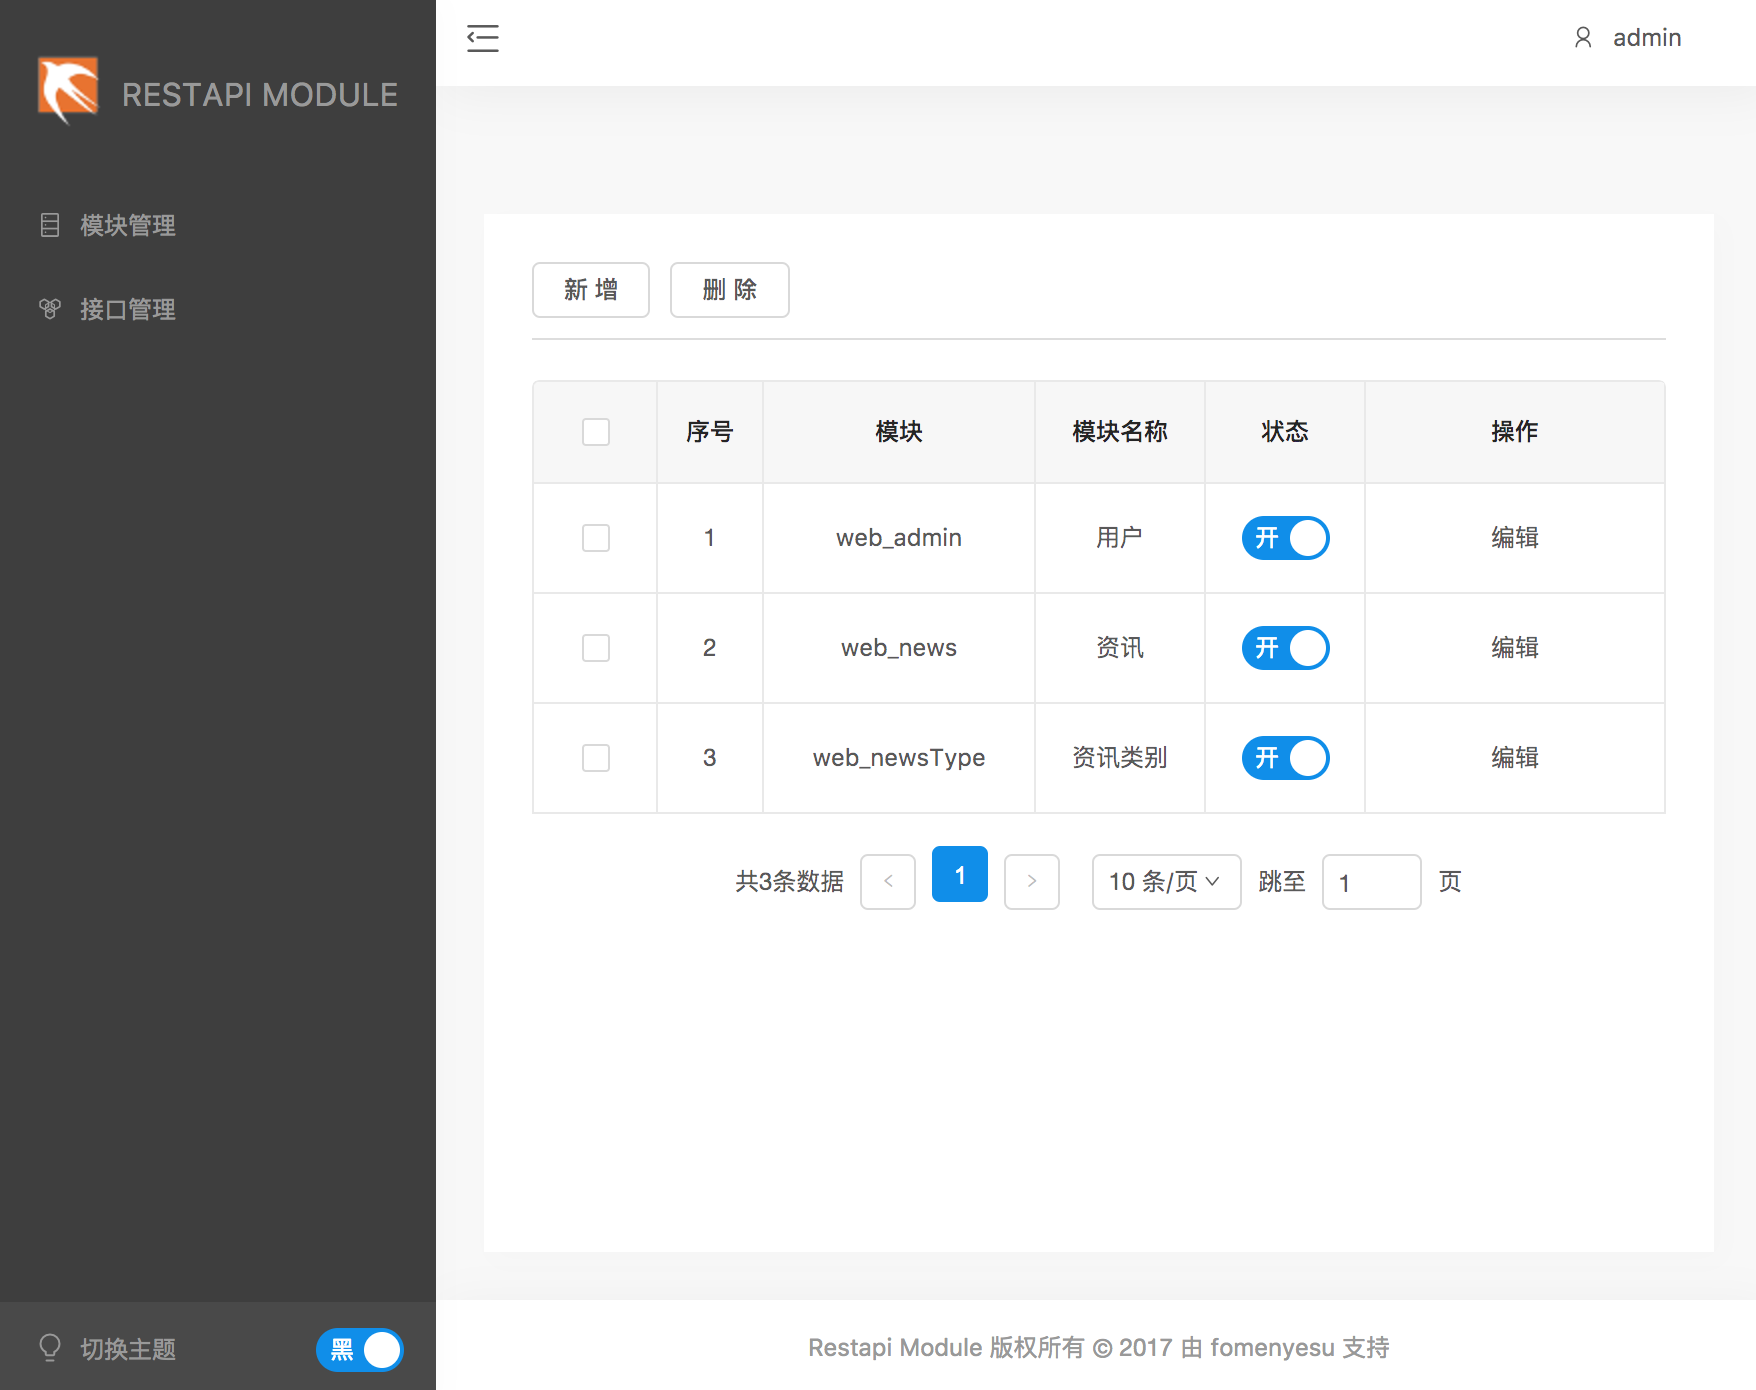 RESTAPI MODULE
admin
模块管理
接口管理
新 增 删 除
序号 模块 模块名称 状态 操作
1 web_admin 用户 开 编辑
2 web_news 资讯 开 编辑
3 web_newsType 资讯类别 开 编辑
共3条数据 < 1 > 10 条/页 跳至 1 页
切换主题 黑
Restapi Module 版权所有 © 2017 由 fomenyesu 支持